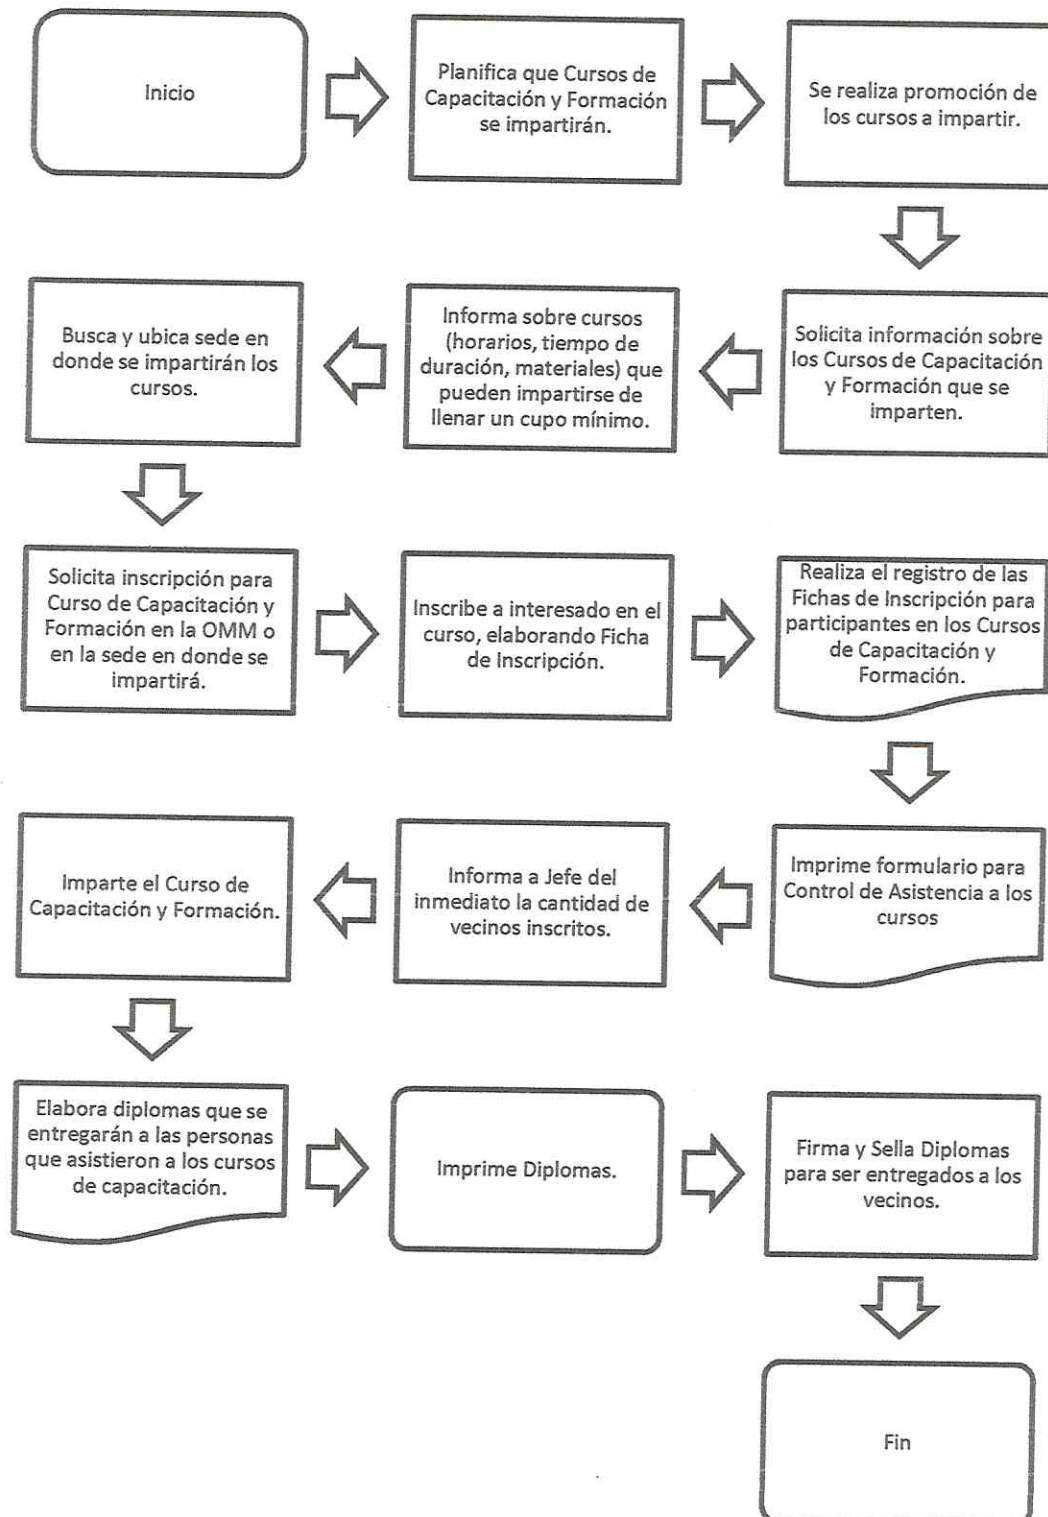 Inicio
Planifica que Cursos de
Capacitación y Formación
se impartirán.
Se realiza promoción de
los cursos a impartir.
Solicita información sobre
los Cursos de Capacitación
y Formación que se
imparten.
Informa sobre cursos
(horarios, tiempo de
duración, materiales) que
pueden impartirse de
llenar un cupo mínimo.
Busca y ubica sede en
donde se impartirán los
cursos.
Solicita inscripción para
Curso de Capacitación y
Formación en la OMM o
en la sede en donde se
impartirá.
Inscribe a interesado en el
curso, elaborando Ficha
de Inscripción.
Realiza el registro de las
Fichas de Inscripción para
participantes en los Cursos
de Capacitación y
Formación.
Imprime formulario para
Control de Asistencia a los
cursos
Informa a Jefe del
inmediato la cantidad de
vecinos inscritos.
Imparte el Curso de
Capacitación y Formación.
Elabora diplomas que se
entregarán a las personas
que asistieron a los cursos
de capacitación.
Imprime Diplomas.
Firma y Sella Diplomas
para ser entregados a los
vecinos.
Fin